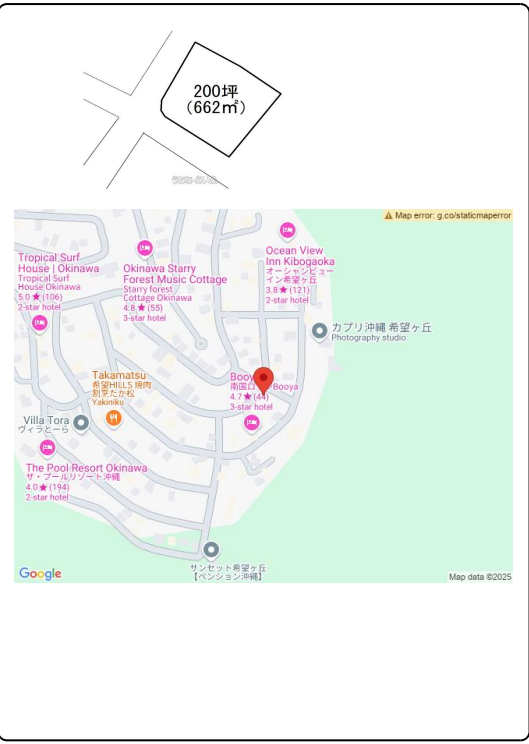 200坪
(662㎡)
Map error: g.co/staticmaperror
Tropical Surf
House | Okinawa
Tropical Surf
House Okinawa
5.0 ★ (106)
2-star hotel
Okinawa Starry
Forest Music Cottage
Starry forest
Cottage Okinawa
4.8 ★ (55)
3-star hotel
Ocean View
Inn Kibogaoka
オーシャンビュー
イン希望ヶ丘
3.8 ★ (121)
2-star hotel
カプリ沖縄 希望ヶ丘
Photography studio
Takamatsu
希望HILLS 焼肉
割烹たか松
Yakiniku
Booy
南国ロ
Booya
4.7 ★ (44)
3-star hotel
Villa Tora
ヴィラとーら
The Pool Resort Okinawa
ザ・プールリゾート沖縄
4.0 ★ (194)
2-star hotel
サンセット希望ヶ丘
【ペンション沖縄】
Google
Map data ©2025